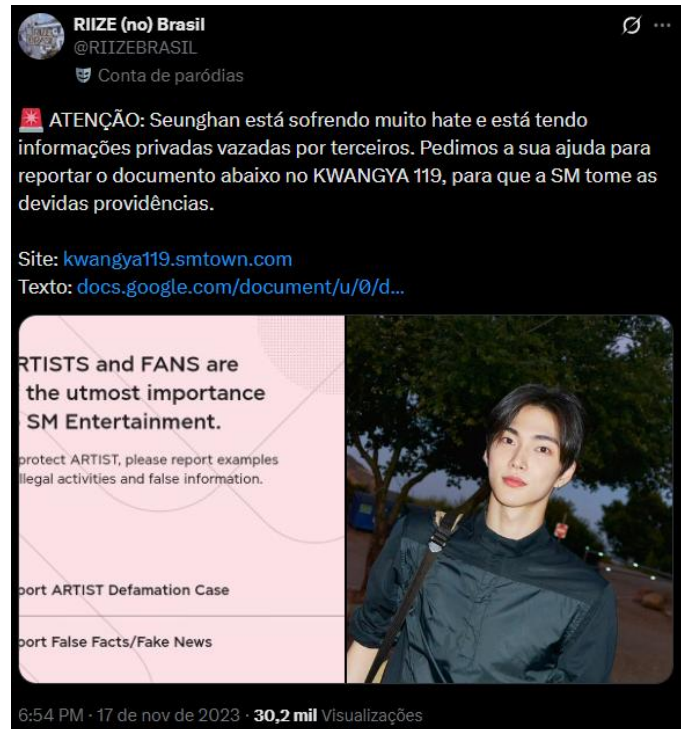 RIIZE (no) Brasil
@RIIZEBRASIL
Conta de paródias
ATENÇÃO: Seunghan está sofrendo muito hate e está tendo
informações privadas vazadas por terceiros. Pedimos a sua ajuda para
reportar o documento abaixo no KWANGYA 119, para que a SM tome as
devidas providências.
Site: kwangya119.smtown.com
Texto: docs.google.com/document/u/0/d...
RTISTS and FANS are
the utmost importance
SM Entertainment.
protect ARTIST, please report examples
llegal activities and false information.
port ARTIST Defamation Case
port False Facts/Fake News
6:54 PM · 17 de nov de 2023 · 30,2 mil Visualizações